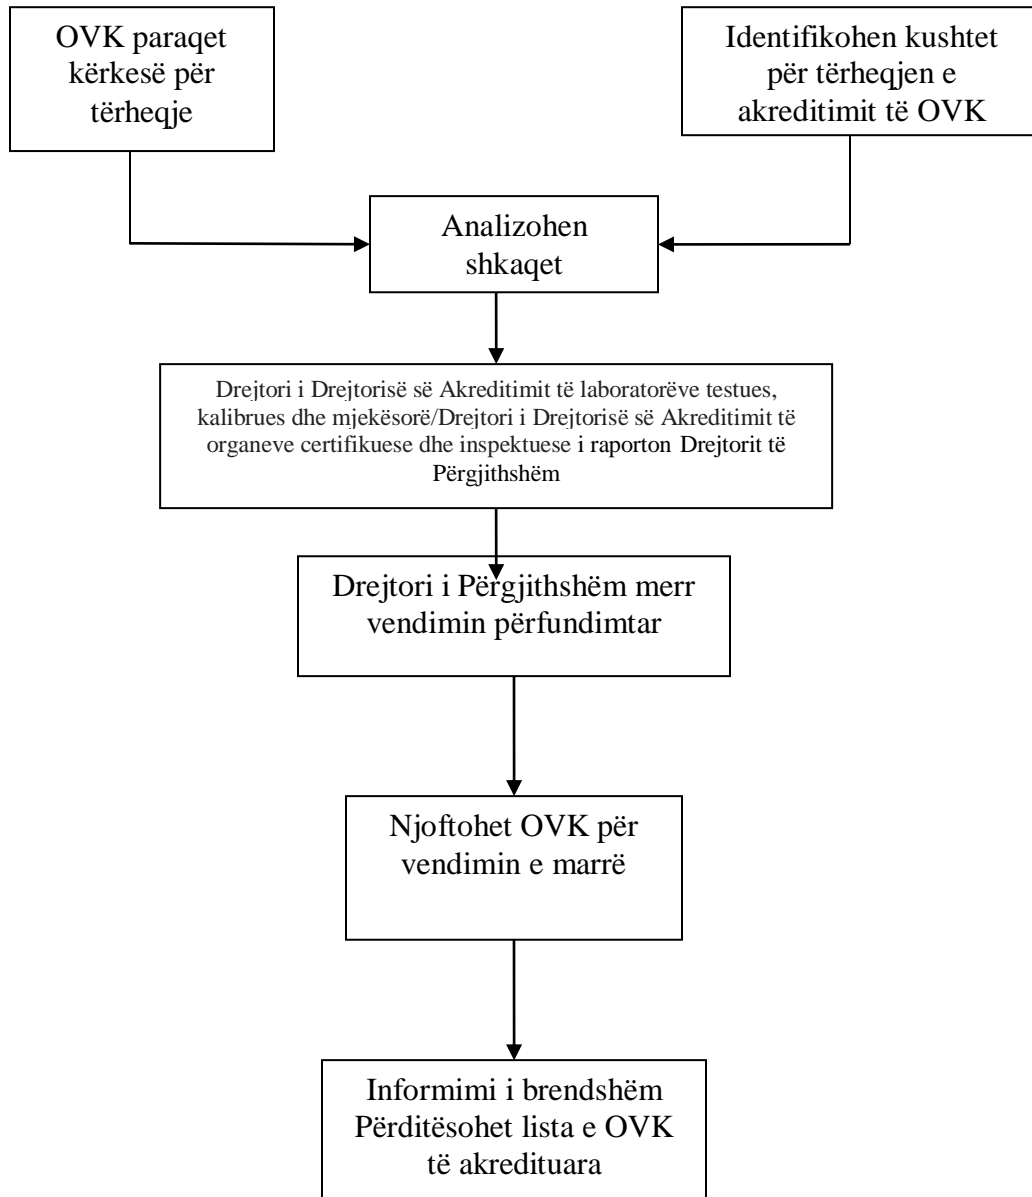 OVK paraqet
kërkesë për
tërheqje
Identifikohen kushtet
për tërheqjen e
akreditimit të OVK
Analizohen
shkaqet
Drejtori i Drejtorisë së Akreditimit të laboratorëve testues,
kalibrues dhe mjekësorë/Drejtori i Drejtorisë së Akreditimit të
organeve certifikuese dhe inspektuese i raporton Drejtorit të
Përgjithshëm
Drejtori i Përgjithshëm merr
vendimin përfundimtar
Njoftohet OVK për
vendimin e marrë
Informimi i brendshëm
Përditësohet lista e OVK
të akredituara